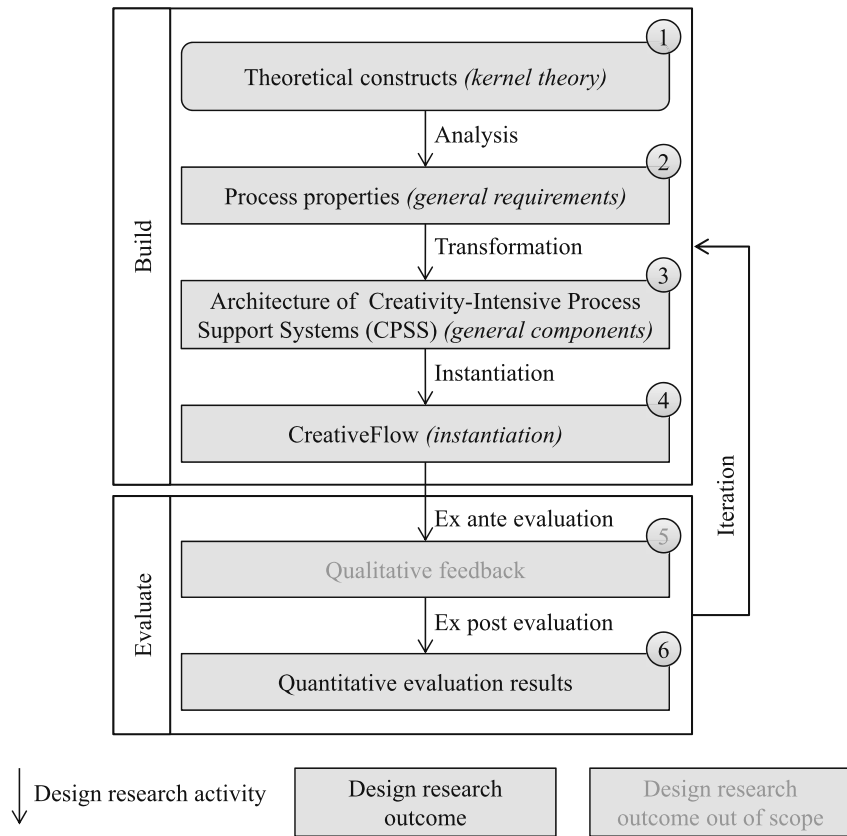 Build
1
Theoretical constructs (kernel theory)
Analysis
2
Process properties (general requirements)
Transformation
3
Architecture of Creativity-Intensive Process
Support Systems (CPSS) (general components)
Instantiation
4
CreativeFlow (instantiation)
Iteration
Evaluate
Ex ante evaluation
5
Qualitative feedback
Ex post evaluation
6
Quantitative evaluation results
Design research activity
Design research
outcome
Design research
outcome out of scope